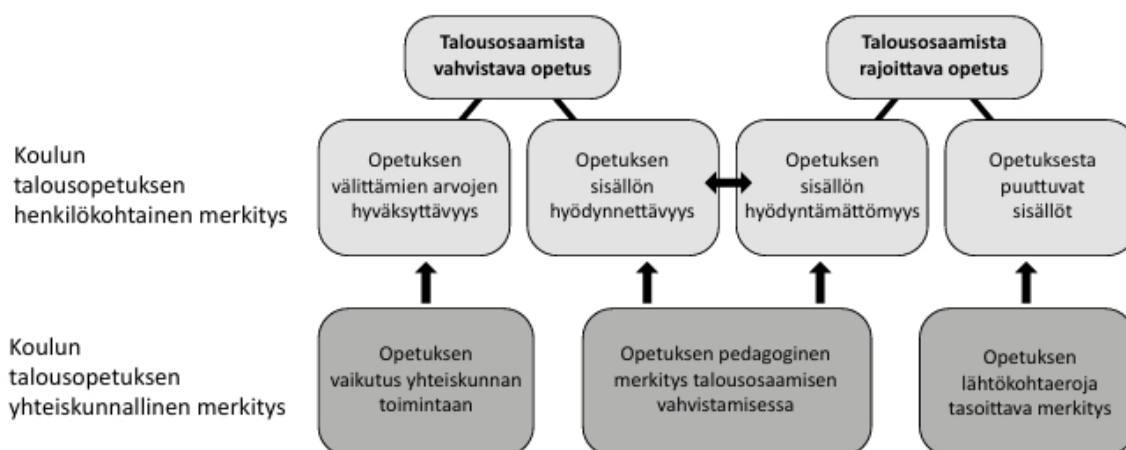 Talousosaamista
vahvistava opetus
Talousosaamista
rajoittava opetus
Koulun
talousopetuksen
henkilökohtainen merkitys
Opetuksen
välittämien arvojen
hyväksyttävyys
Opetuksen
sisällön
hyödynnettävyys
Opetuksen
sisällön
hyödyntämättömyys
Opetuksesta
puuttuvat
sisällöt
Koulun
talousopetuksen
yhteiskunnallinen merkitys
Opetuksen
vaikutus yhteiskunnan
toimintaan
Opetuksen pedagoginen
merkitys talousosaamisen
vahvistamisessa
Opetuksen
lähtökohtaeroja
tasoittava merkitys